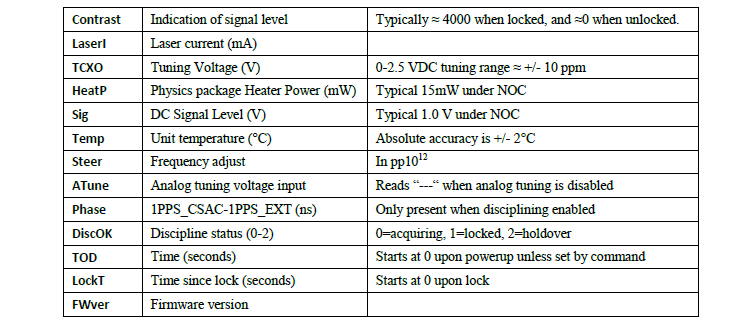 Contrast Indication of signal level Typically ≈ 4000 when locked, and ≈0 when unlocked.
LaserI Laser current (mA)
TCXO Tuning Voltage (V) 0-2.5 VDC tuning range ≈ +/- 10 ppm
HeatP Physics package Heater Power (mW) Typical 15mW under NOC
Sig DC Signal Level (V) Typical 1.0 V under NOC
Temp Unit temperature (°C) Absolute accuracy is +/- 2°C
Steer Frequency adjust In pp10¹²
ATune Analog tuning voltage input Reads “---“ when analog tuning is disabled
Phase 1PPS_CSAC-1PPS_EXT (ns) Only present when disciplining enabled
DiscOK Discipline status (0-2) 0=acquiring, 1=locked, 2=holdover
TOD Time (seconds) Starts at 0 upon powerup unless set by command
LockT Time since lock (seconds) Starts at 0 upon lock
FWver Firmware version